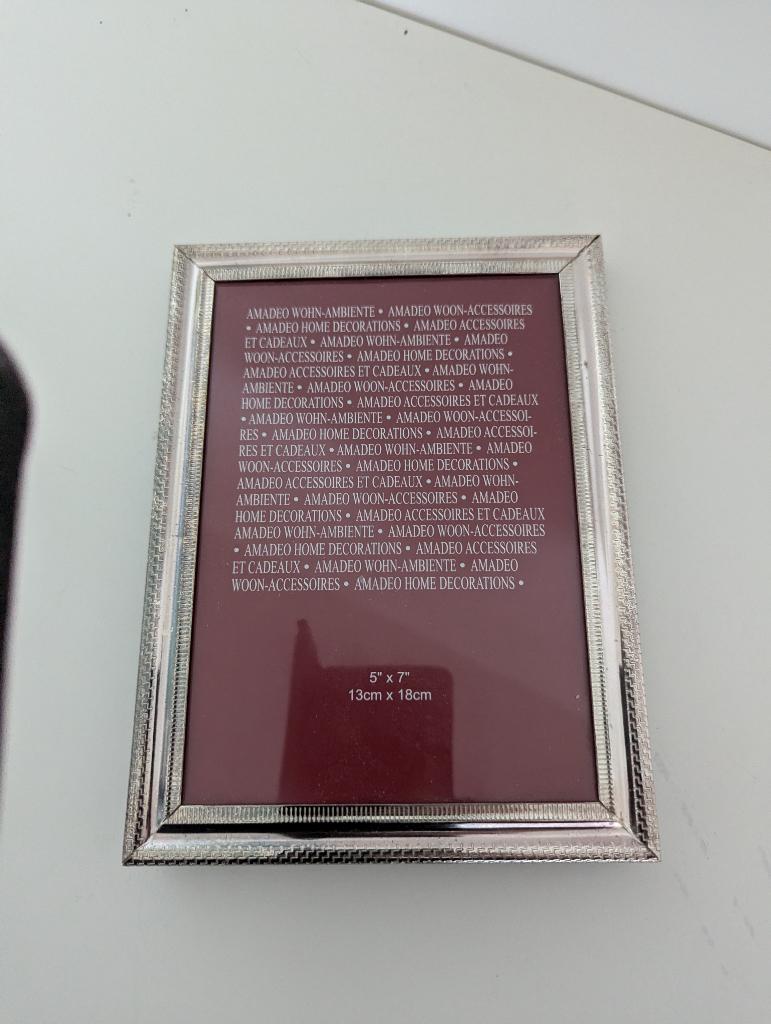 AMADEO WOHN-AMBIENTE • AMADEO WOON-ACCESSOIRES
• AMADEO HOME DECORATIONS • AMADEO ACCESSOIRES
ET CADEAUX • AMADEO WOHN-AMBIENTE • AMADEO
WOON-ACCESSOIRES • AMADEO HOME DECORATIONS •
AMADEO ACCESSOIRES ET CADEAUX • AMADEO WOHN-
AMBIENTE • AMADEO WOON-ACCESSOIRES • AMADEO
HOME DECORATIONS • AMADEO ACCESSOIRES ET CADEAUX
• AMADEO WOHN-AMBIENTE • AMADEO WOON-ACCESSOI-
RES • AMADEO HOME DECORATIONS • AMADEO ACCESSOI-
RES ET CADEAUX • AMADEO WOHN-AMBIENTE • AMADEO
WOON-ACCESSOIRES • AMADEO HOME DECORATIONS •
AMADEO ACCESSOIRES ET CADEAUX • AMADEO WOHN-
AMBIENTE • AMADEO WOON-ACCESSOIRES • AMADEO
HOME DECORATIONS • AMADEO ACCESSOIRES ET CADEAUX
AMADEO WOHN-AMBIENTE • AMADEO WOON-ACCESSOIRES
• AMADEO HOME DECORATIONS • AMADEO ACCESSOIRES
ET CADEAUX • AMADEO WOHN-AMBIENTE • AMADEO
WOON-ACCESSOIRES • AMADEO HOME DECORATIONS •
5" x 7"
13cm x 18cm